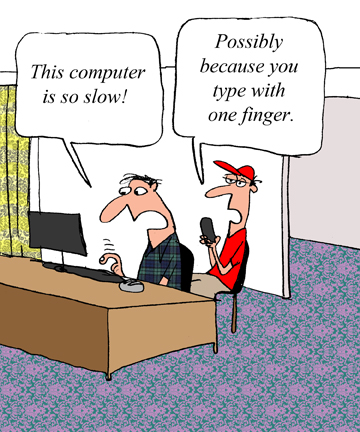 This computer
is so slow!
Possibly
because you
type with
one finger.